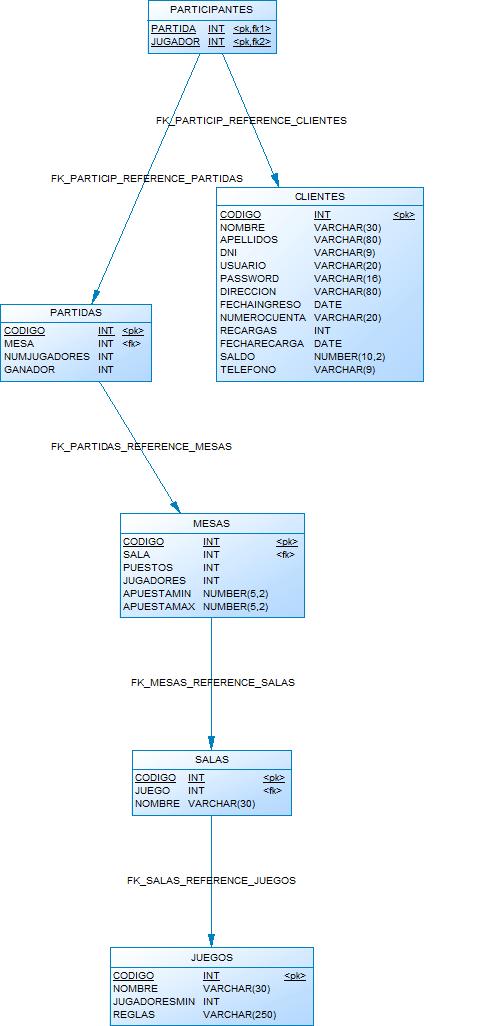 PARTICIPANTES
PARTIDA INT <pk,fk1>
JUGADOR INT <pk,fk2>
FK_PARTICIP_REFERENCE_CLIENTES
FK_PARTICIP_REFERENCE_PARTIDAS
CLIENTES
CODIGO INT <pk>
NOMBRE VARCHAR(30)
APELLIDOS VARCHAR(80)
DNI VARCHAR(9)
USUARIO VARCHAR(20)
PASSWORD VARCHAR(16)
DIRECCION VARCHAR(80)
FECHAINGRESO DATE
NUMEROCUENTA VARCHAR(20)
RECARGAS INT
FECHARECARGA DATE
SALDO NUMBER(10,2)
TELEFONO VARCHAR(9)
PARTIDAS
CODIGO INT <pk>
MESA INT <fk>
NUMJUGADORES INT
GANADOR INT
FK_PARTIDAS_REFERENCE_MESAS
MESAS
CODIGO INT <pk>
SALA INT <fk>
PUESTOS INT
JUGADORES INT
APUESTAMIN NUMBER(5,2)
APUESTAMAX NUMBER(5,2)
FK_MESAS_REFERENCE_SALAS
SALAS
CODIGO INT <pk>
JUEGO INT <fk>
NOMBRE VARCHAR(30)
FK_SALAS_REFERENCE_JUEGOS
JUEGOS
CODIGO INT <pk>
NOMBRE VARCHAR(30)
JUGADORESMIN INT
REGLAS VARCHAR(250)